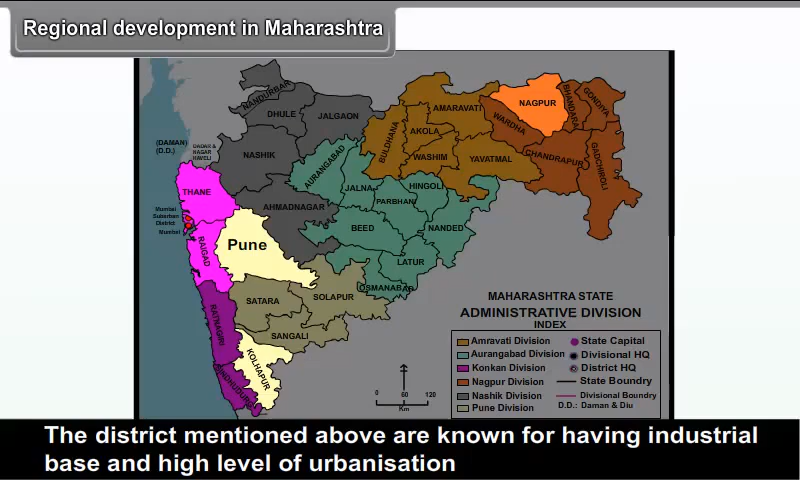 Regional development in Maharashtra
NANDURBAR
DHULE
JALGAON
AMARAVATI
NAGPUR
BHANDARA
GONDIYA
WARDHA
AKOLA
BULDHANA
(DAMAN)
(D.D.)
DADAR &
NAGAR
HAVELI
NASHIK
AURANGABAD
WASHIM
YAVATMAL
CHANDRAPUR
GADCHIROLI
THANE
JALNA
HINGOLI
PARBHANI
Mumbai
Suburban
District
Mumbai
AHMADNAGAR
BEED
NANDED
RAIGAD
Pune
LATUR
OSMANABAD
SATARA
SOLAPUR
RATNAGIRI
SANGALI
KOLHAPUR
SINDHUDURG
MAHARASHTRA STATE
ADMINISTRATIVE DIVISION
INDEX
Amravati Division
State Capital
Aurangabad Division
Divisional HQ
Konkan Division
District HQ
Nagpur Division
State Boundry
Nashik Division
Divisional Boundry
Pune Division
D.D.: Daman & Diu
0 60 120
Km
The district mentioned above are known for having industrial
base and high level of urbanisation